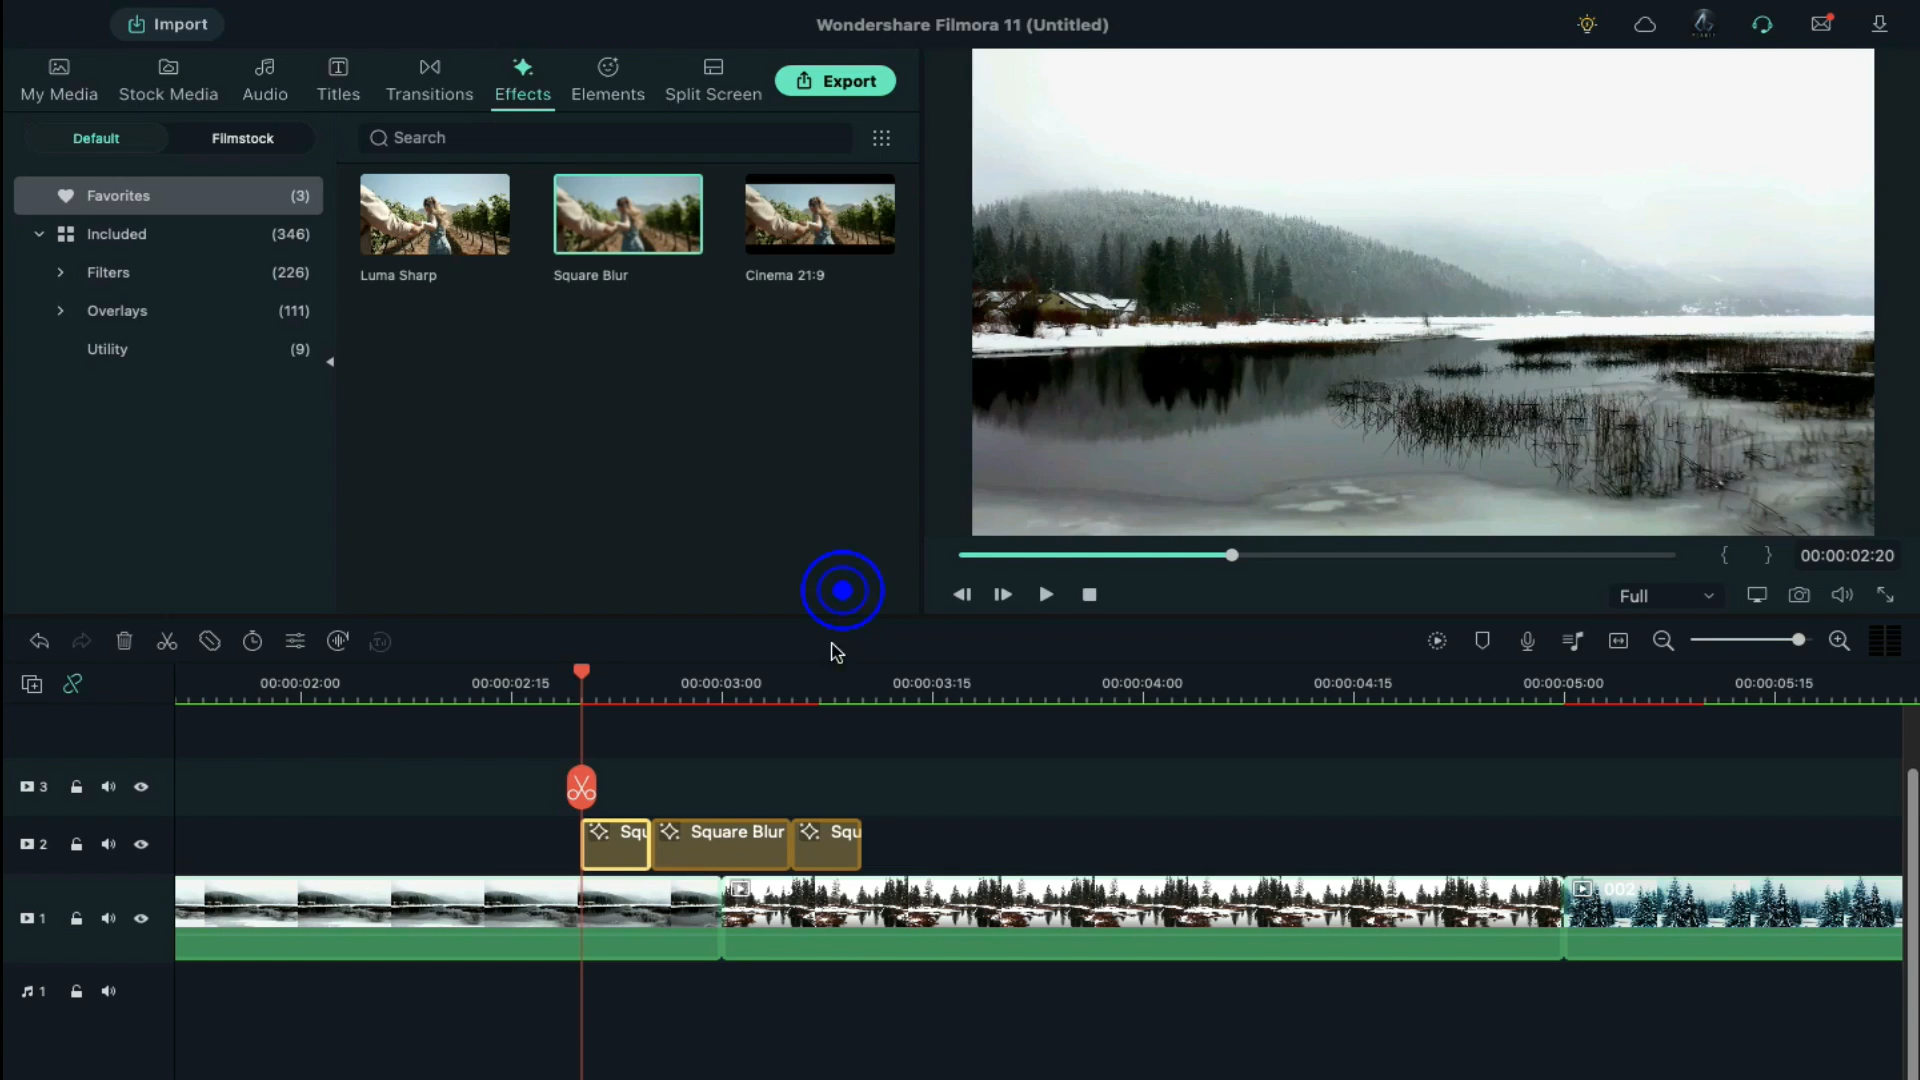 Import
Wondershare Filmora 11 (Untitled)
My Media
Stock Media
Audio
Titles
Transitions
Effects
Elements
Split Screen
Export
Default
Filmstock
Search
Favorites (3)
Included (346)
Filters (226)
Overlays (111)
Utility (9)
Luma Sharp
Square Blur
Cinema 21:9
{ }
00:00:02:20
Full
00:00:02:00
00:00:02:15
00:00:03:00
00:00:03:15
00:00:04:00
00:00:04:15
00:00:05:00
00:00:05:15
3
2
Squ
Square Blur
Squ
1
002
1